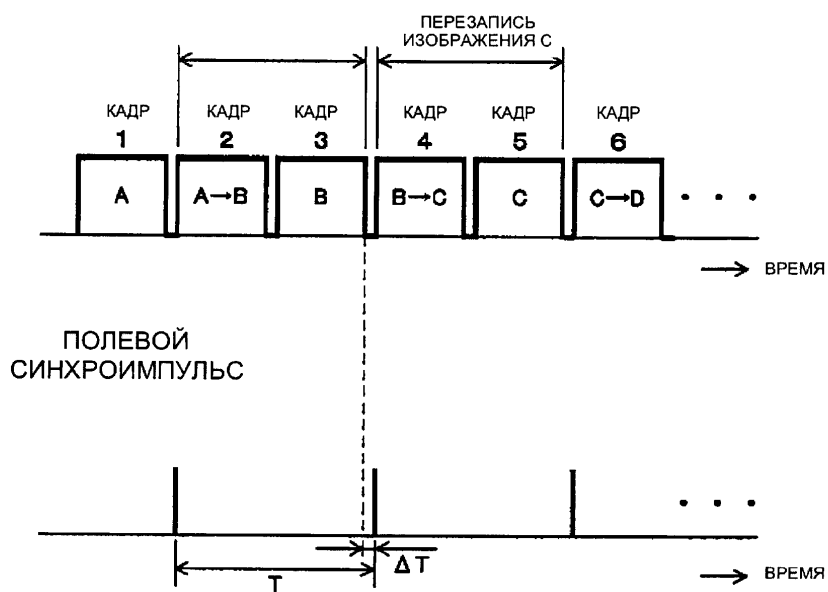 ПЕРЕЗАПИСЬ
ИЗОБРАЖЕНИЯ C
КАДР КАДР КАДР КАДР КАДР КАДР
1 2 3 4 5 6
A A→B B B→C C C→D . . .
→ ВРЕМЯ
ПОЛЕВОЙ
СИНХРОИМПУЛЬС
. . .
ΔT
T
→ ВРЕМЯ